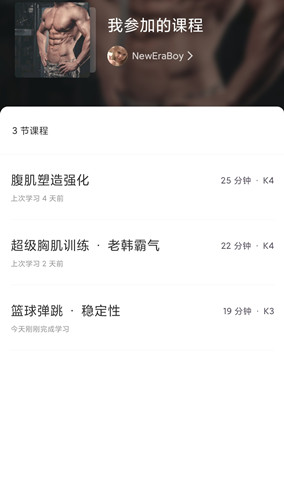 我参加的课程
NewEraBoy
3 节课程
腹肌塑造强化
25 分钟 · K4
上次学习 4 天前
超级胸肌训练 · 老韩霸气
22 分钟 · K4
上次学习 2 天前
篮球弹跳 · 稳定性
19 分钟 · K3
今天刚刚完成学习